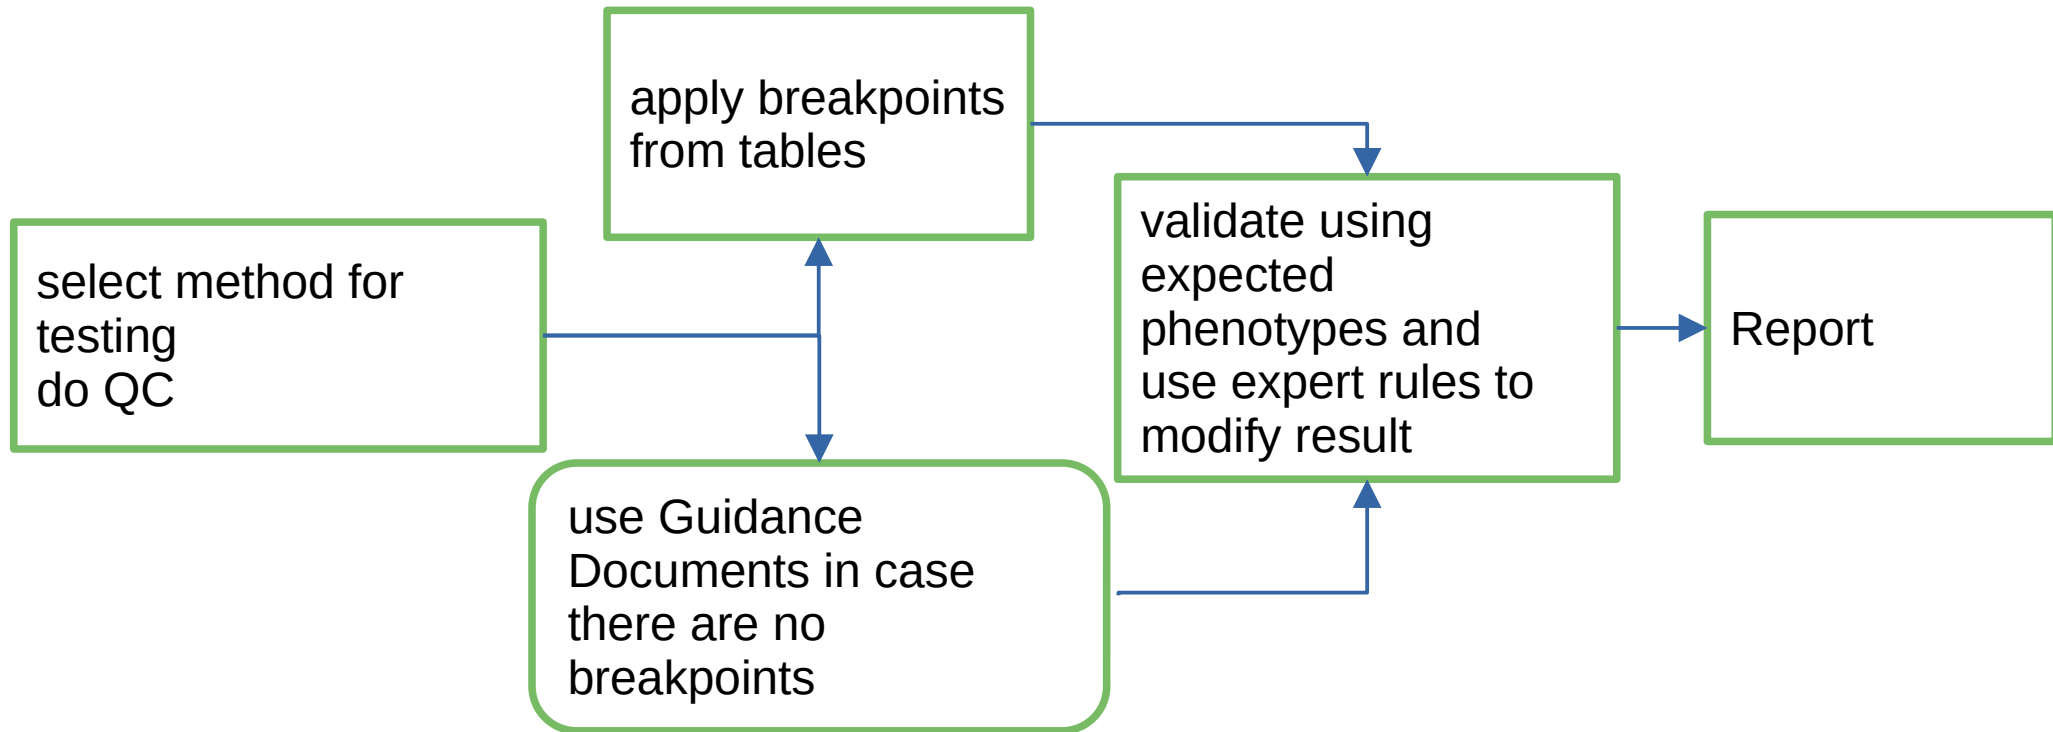 select method for
testing
do QC
apply breakpoints
from tables
use Guidance
Documents in case
there are no
breakpoints
validate using
expected
phenotypes and
use expert rules to
modify result
Report